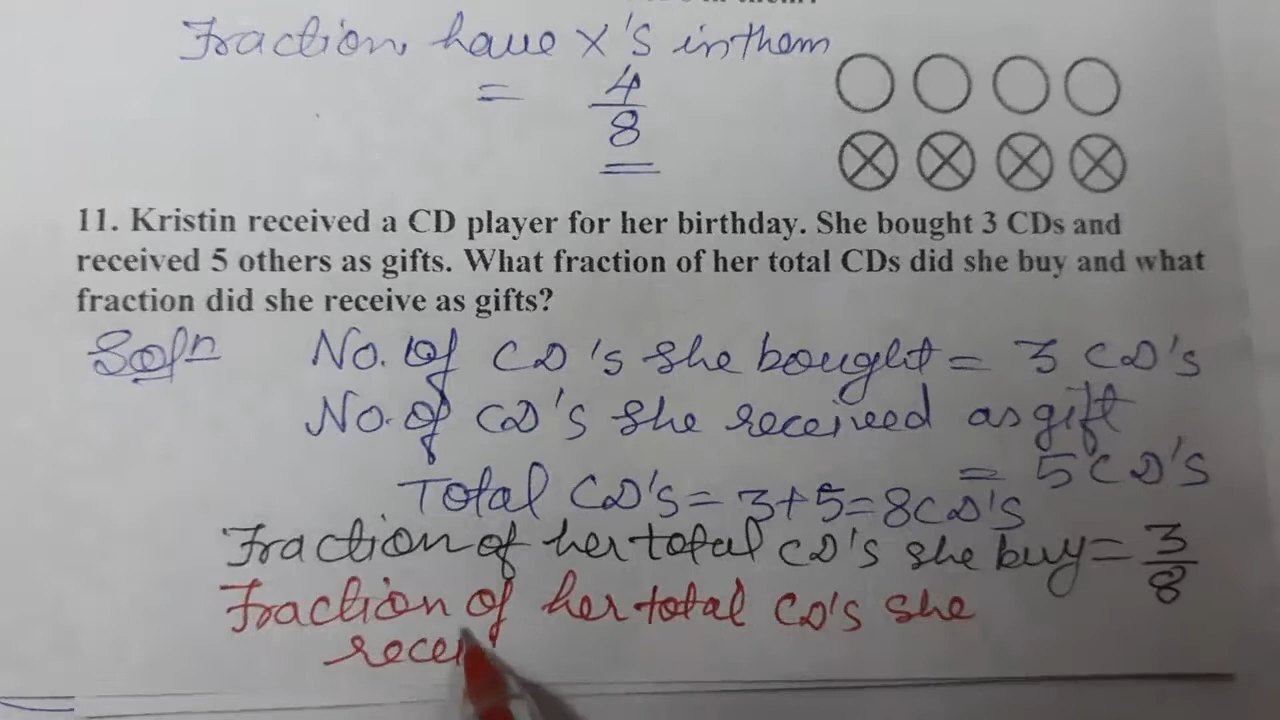 Fraction have X's in them
= 4/8
11. Kristin received a CD player for her birthday. She bought 3 CDs and
received 5 others as gifts. What fraction of her total CDs did she buy and what
fraction did she receive as gifts?
Soln No. Of CD's She bought = 3 CD's
No. of CD's She received as gift
= 5 CD'S
Total CD's = 3+5=8CD'S
Fraction of her total CD's she buy = 3/8
Fraction of her total CD's she